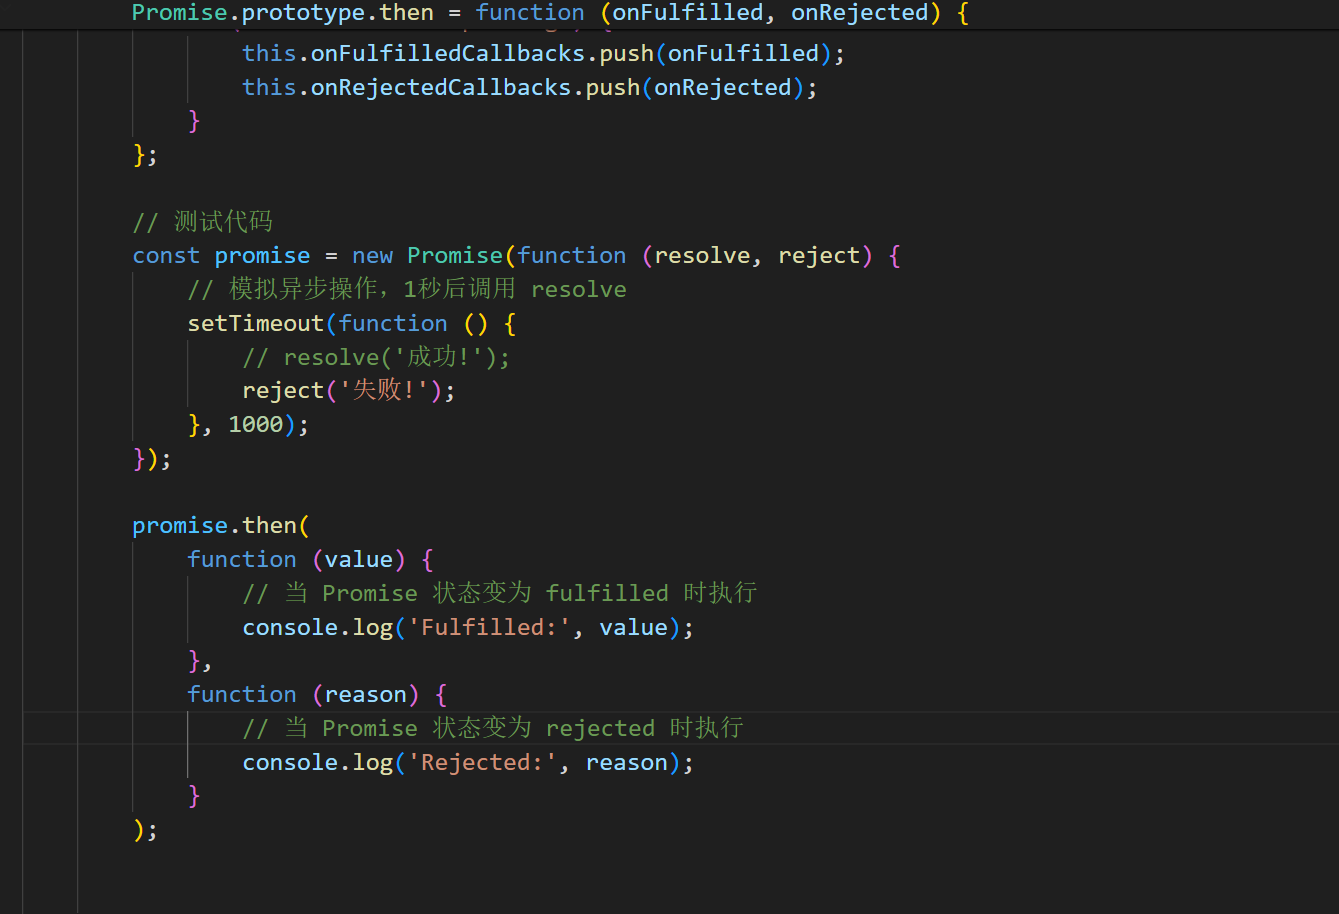 Promise.prototype.then = function (onFulfilled, onRejected) {
this.onFulfilledCallbacks.push(onFulfilled);
this.onRejectedCallbacks.push(onRejected);
}
};
// 测试代码
const promise = new Promise(function (resolve, reject) {
// 模拟异步操作，1秒后调用 resolve
setTimeout(function () {
// resolve('成功!');
reject('失败!');
}, 1000);
});
promise.then(
function (value) {
// 当 Promise 状态变为 fulfilled 时执行
console.log('Fulfilled:', value);
},
function (reason) {
// 当 Promise 状态变为 rejected 时执行
console.log('Rejected:', reason);
}
);